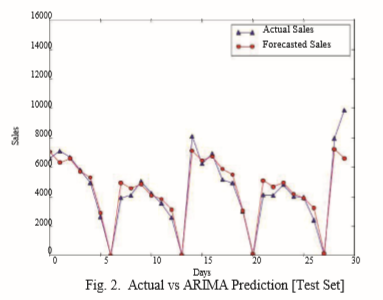 16000
14000
12000
10000
8000
6000
4000
2000
0
Sales
Actual Sales
Forecasted Sales
0 5 10 15 20 25 30
Days
Fig. 2. Actual vs ARIMA Prediction [Test Set]